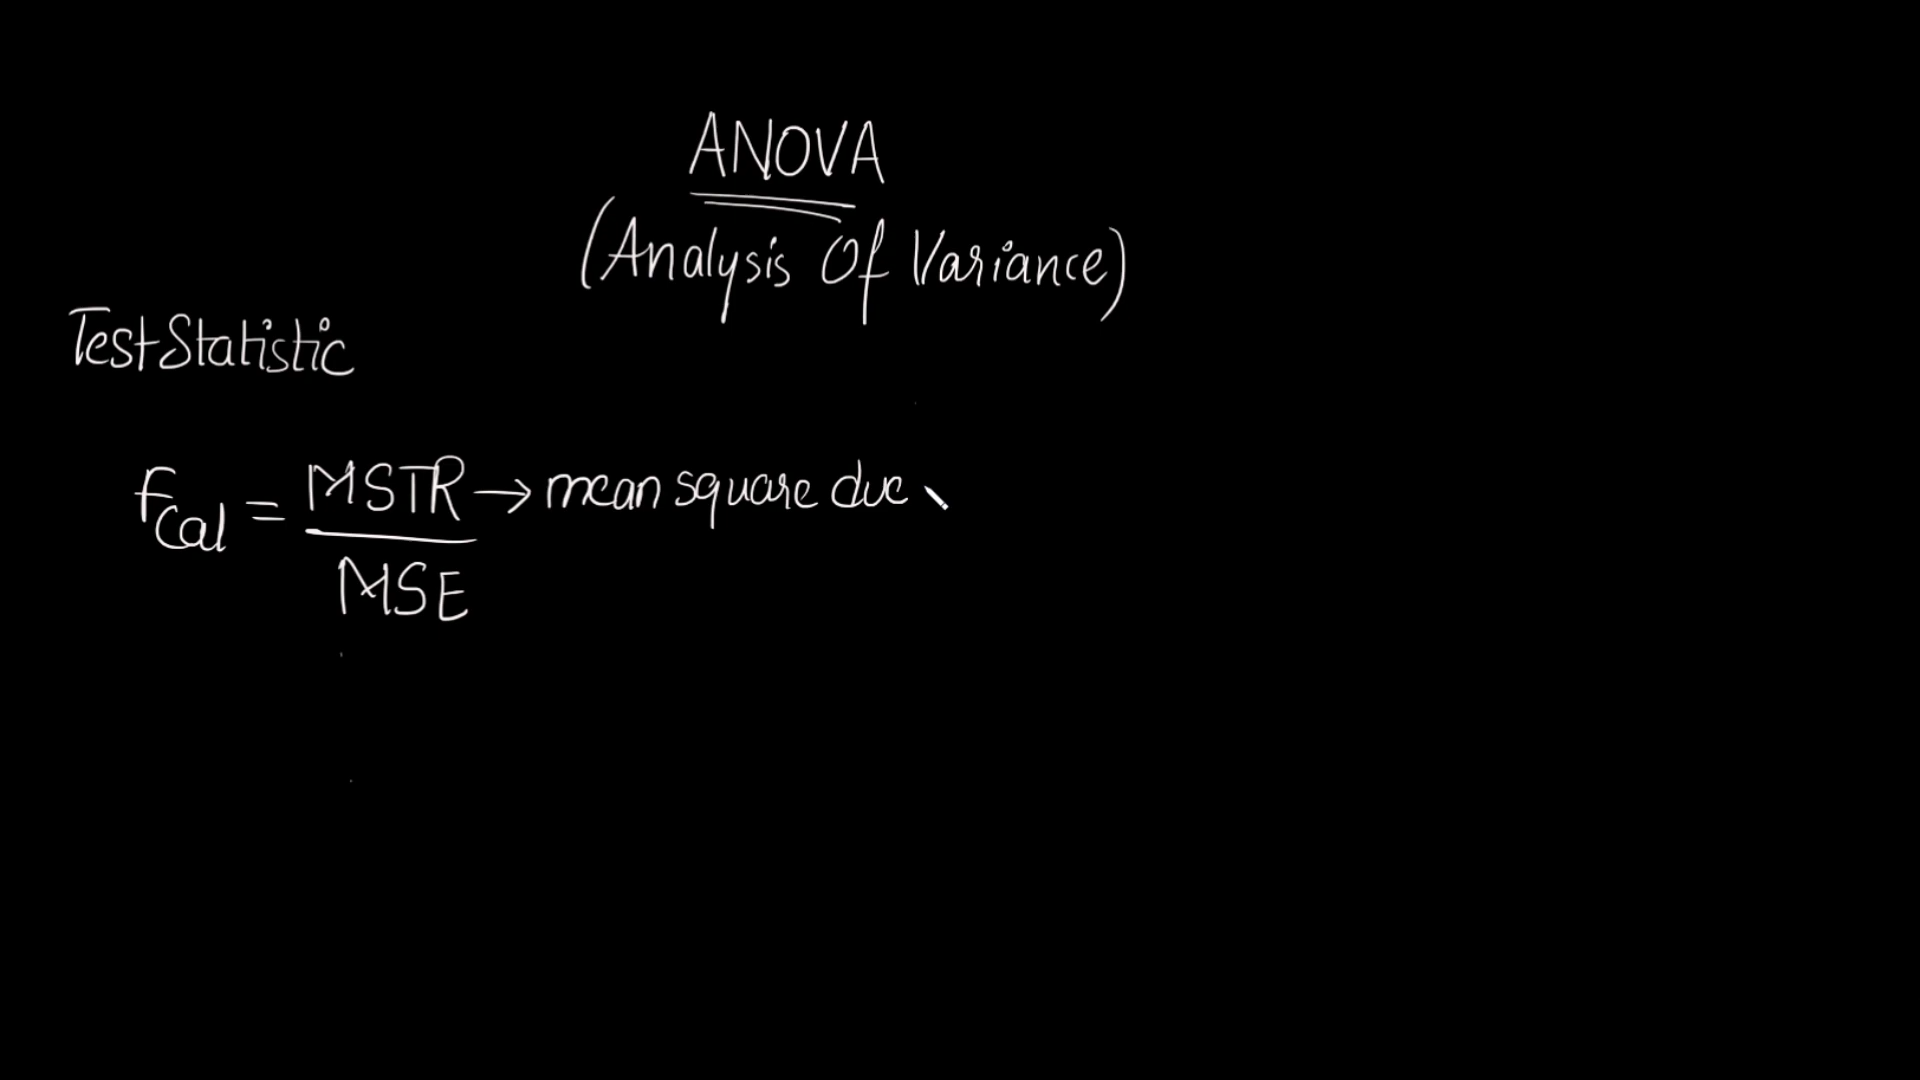 ANOVA
(Analysis Of Variance)
Test Statistic
FCal = MSTR → mean square due
MSE